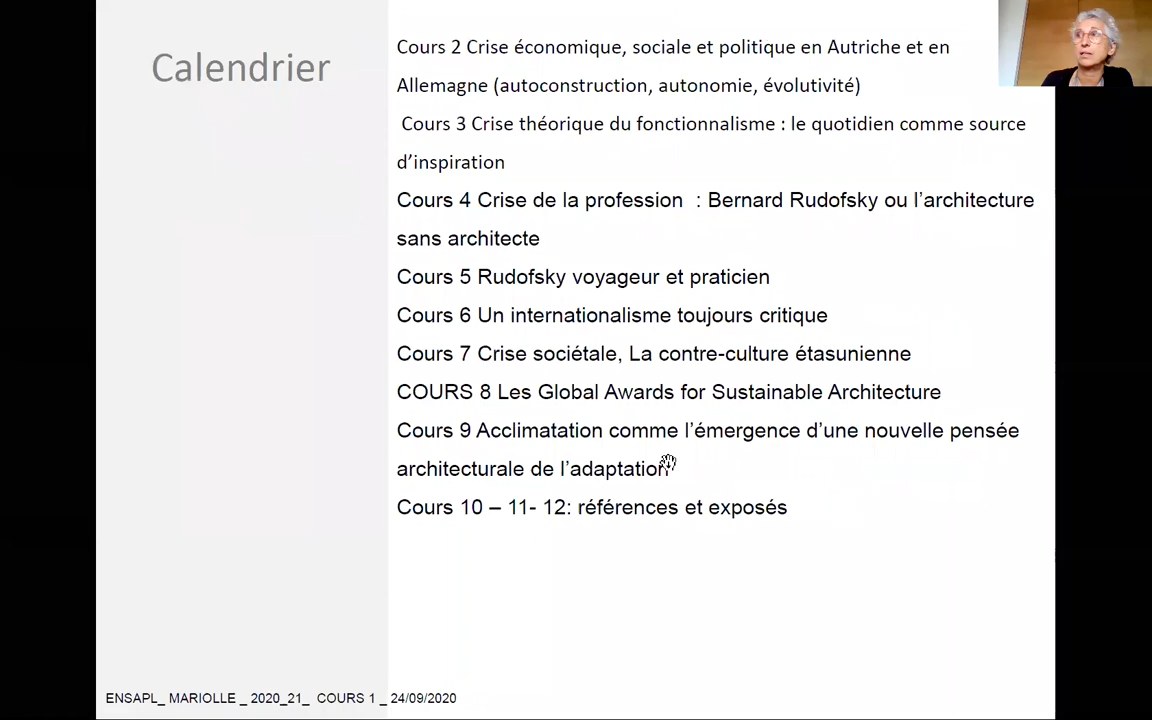 Calendrier
Cours 2 Crise économique, sociale et politique en Autriche et en
Allemagne (autoconstruction, autonomie, évolutivité)
Cours 3 Crise théorique du fonctionnalisme : le quotidien comme source
d’inspiration
Cours 4 Crise de la profession : Bernard Rudofsky ou l’architecture
sans architecte
Cours 5 Rudofsky voyageur et praticien
Cours 6 Un internationalisme toujours critique
Cours 7 Crise sociétale, La contre-culture étasunienne
COURS 8 Les Global Awards for Sustainable Architecture
Cours 9 Acclimatation comme l’émergence d’une nouvelle pensée
architecturale de l’adaptation
Cours 10 – 11- 12: références et exposés
ENSAPL_ MARIOLLE _ 2020_21_ COURS 1 _ 24/09/2020